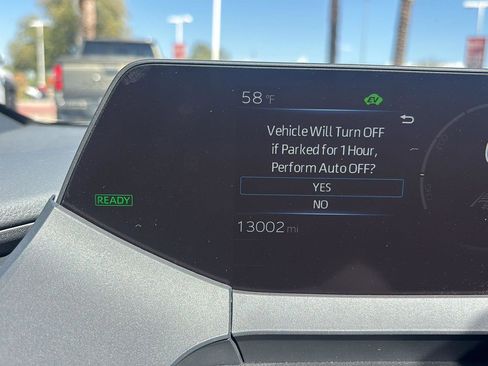 58 °F
EV
Vehicle Will Turn OFF
if Parked for 1 Hour,
Perform Auto OFF?
YES
READY
NO
13002 mi